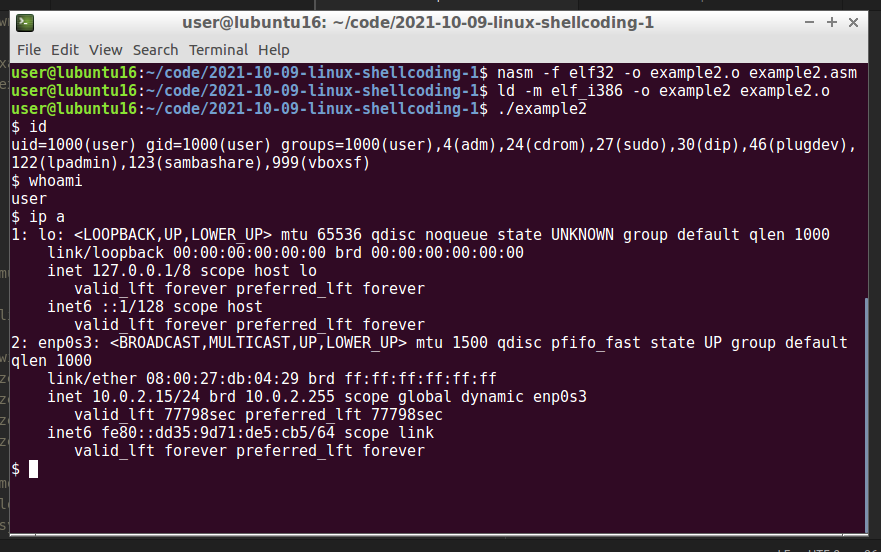 user@lubuntu16: ~/code/2021-10-09-linux-shellcoding-1
File Edit View Search Terminal Help
user@lubuntu16:~/code/2021-10-09-linux-shellcoding-1$ nasm -f elf32 -o example2.o example2.asm
user@lubuntu16:~/code/2021-10-09-linux-shellcoding-1$ ld -m elf_i386 -o example2 example2.o
user@lubuntu16:~/code/2021-10-09-linux-shellcoding-1$ ./example2
$ id
uid=1000(user) gid=1000(user) groups=1000(user),4(adm),24(cdrom),27(sudo),30(dip),46(plugdev),
122(lpadmin),123(sambashare),999(vboxsf)
$ whoami
user
$ ip a
1: lo: <LOOPBACK,UP,LOWER_UP> mtu 65536 qdisc noqueue state UNKNOWN group default qlen 1000
    link/loopback 00:00:00:00:00:00 brd 00:00:00:00:00:00
    inet 127.0.0.1/8 scope host lo
       valid_lft forever preferred_lft forever
    inet6 ::1/128 scope host
       valid_lft forever preferred_lft forever
2: enp0s3: <BROADCAST,MULTICAST,UP,LOWER_UP> mtu 1500 qdisc pfifo_fast state UP group default
qlen 1000
    link/ether 08:00:27:db:04:29 brd ff:ff:ff:ff:ff:ff
    inet 10.0.2.15/24 brd 10.0.2.255 scope global dynamic enp0s3
       valid_lft 77798sec preferred_lft 77798sec
    inet6 fe80::dd35:9d71:de5:cb5/64 scope link
       valid_lft forever preferred_lft forever
$